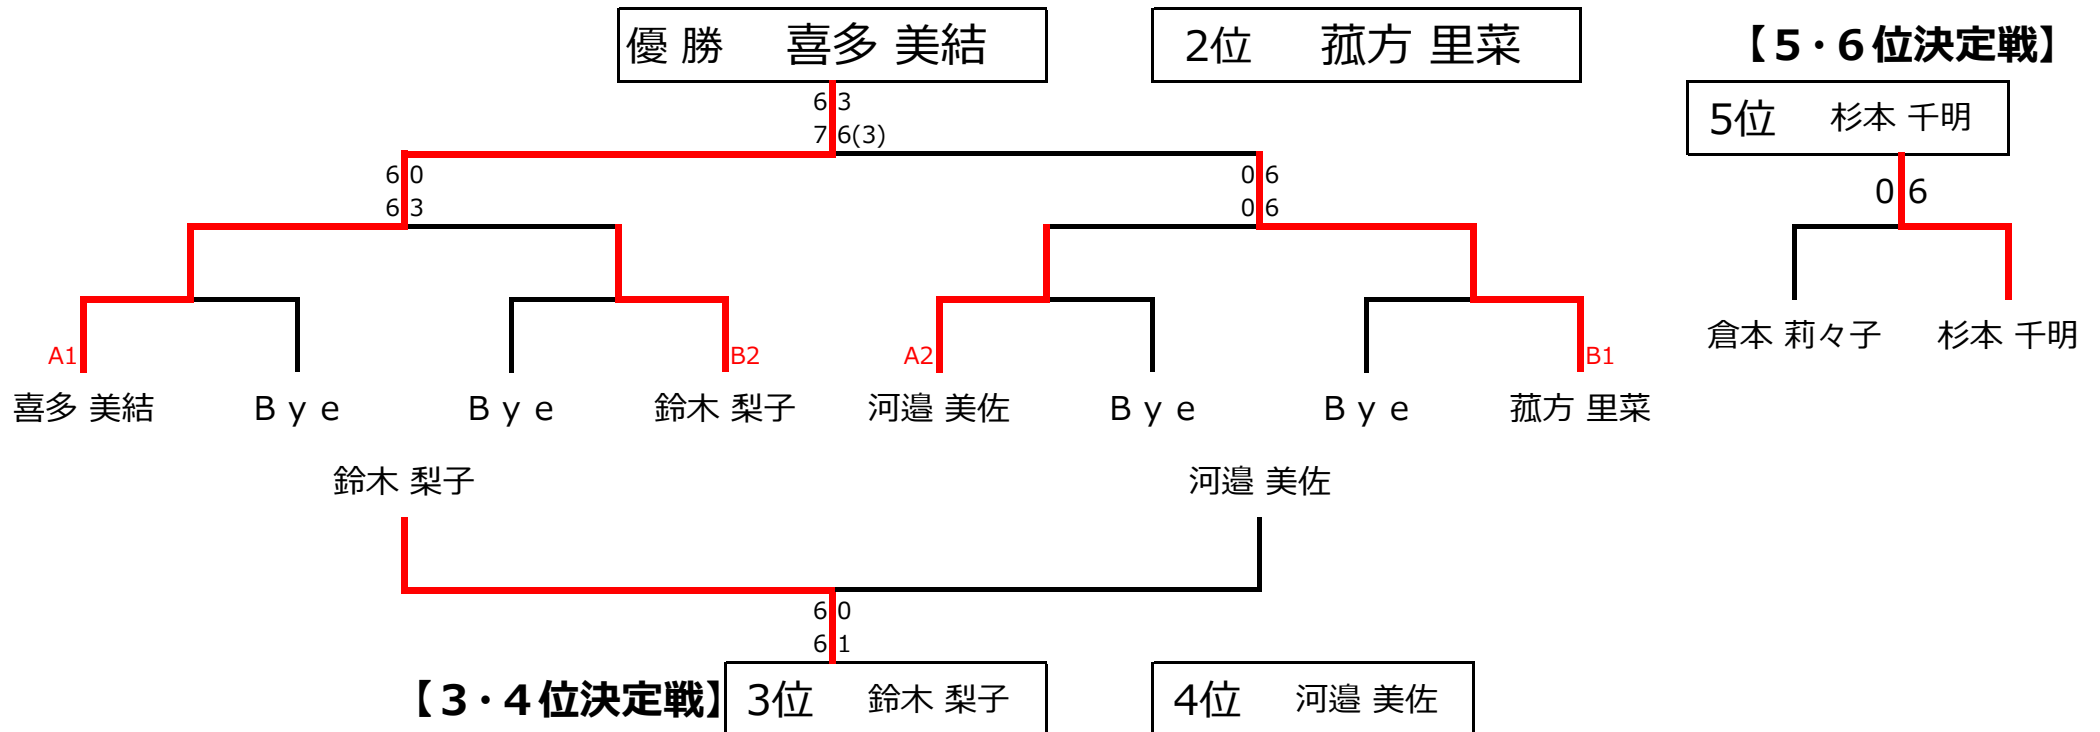 優 勝 喜多 美結
2位 菰方 里菜
【5・6位決定戦】
5位 杉本 千明
6 3
7 6(3)
6 0
6 3
0 6
0 6
0 6
倉本 莉々子 杉本 千明
A1 B2 A2 B1
喜多 美結 Ｂｙｅ Ｂｙｅ 鈴木 梨子 河邉 美佐 Ｂｙｅ Ｂｙｅ 菰方 里菜
鈴木 梨子 河邉 美佐
6 0
6 1
【3・4位決定戦】 3位 鈴木 梨子 4位 河邉 美佐